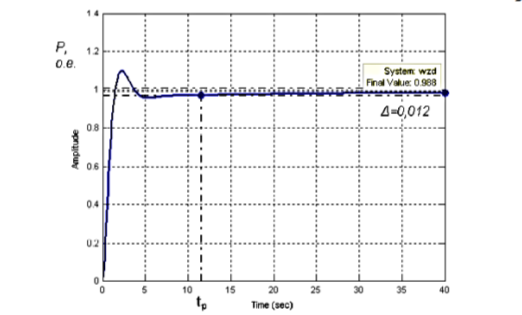 1.4
P,
о.е.
1.2
System: wzd
Final Value: 0.988
1
Δ=0,012
0.8
Amplitude
0.6
0.4
0.2
0
0 5 10 15 20 25 30 35 40
tp
Time (sec)